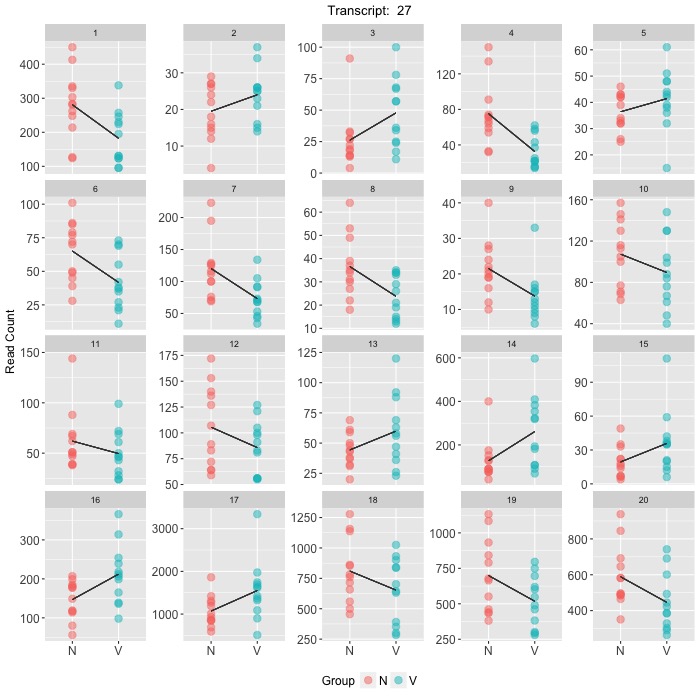 Transcript: 27
1 2 3 4 5
400 300 200 100
30 20 10
100 75 50 25 0
120 80 40
60 50 40 30 20
6 7 8 9 10
100 75 50 25
200 150 100 50
60 50 40 30 20 10
40 30 20 10
160 120 80 40
Read Count
11 12 13 14 15
150 100 50
175 150 125 100 75 50
125 100 75 50 25
600 400 200
90 60 30 0
16 17 18 19 20
300 200 100
3000 2000 1000
1250 1000 750 500 250
1000 750 500 250
800 600 400
N V N V N V N V N V
Group N V